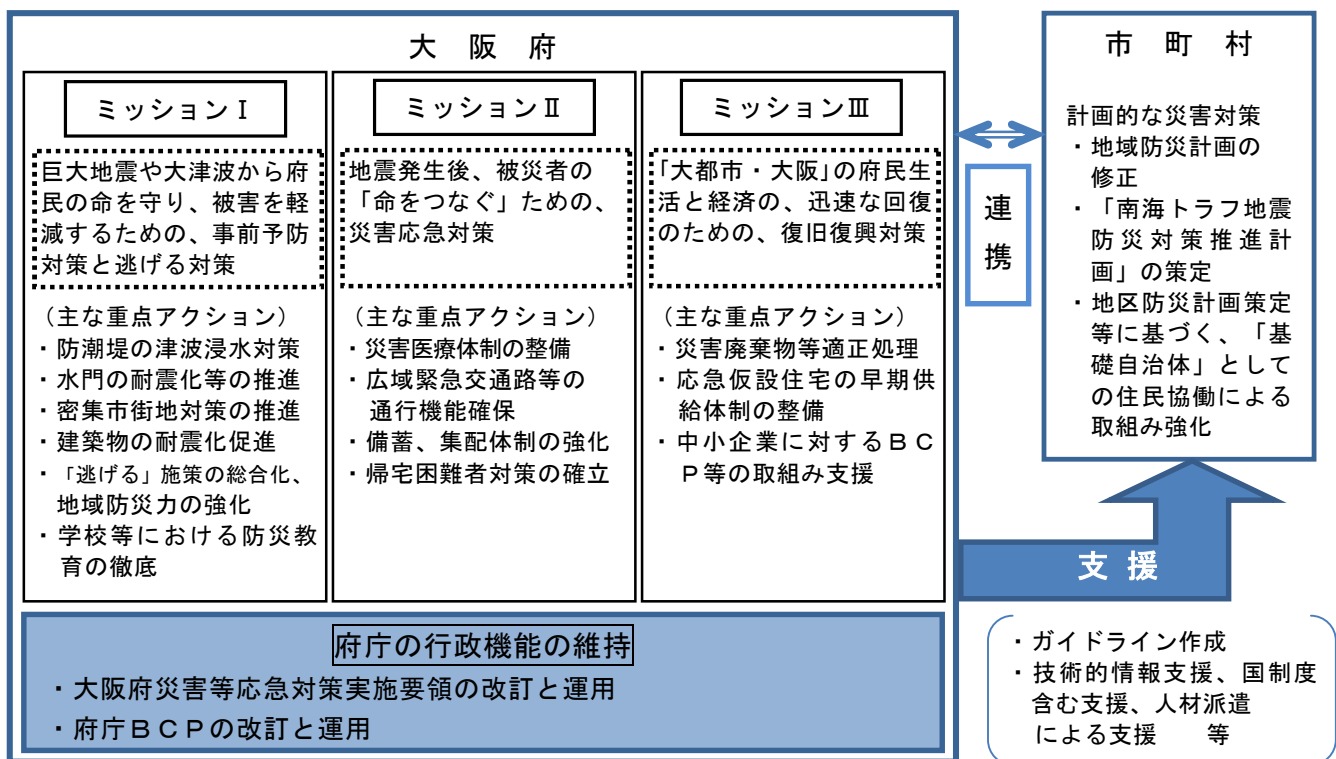 大阪府
ミッションⅠ
巨大地震や大津波から府
民の命を守り、被害を軽
減するための、事前予防
対策と逃げる対策
（主な重点アクション）
・防潮堤の津波浸水対策
・水門の耐震化等の推進
・密集市街地対策の推進
・建築物の耐震化促進
・「逃げる」施策の総合化、
地域防災力の強化
・学校等における防災教
育の徹底
ミッションⅡ
地震発生後、被災者の
「命をつなぐ」ための、
災害応急対策
（主な重点アクション）
・災害医療体制の整備
・広域緊急交通路等の
通行機能確保
・備蓄、集配体制の強化
・帰宅困難者対策の確立
ミッションⅢ
「大都市・大阪」の府民生
活と経済の、迅速な回復
のための、復旧復興対策
（主な重点アクション）
・災害廃棄物等適正処理
・応急仮設住宅の早期供
給体制の整備
・中小企業に対するＢＣ
Ｐ等の取組み支援
府庁の行政機能の維持
・大阪府災害等応急対策実施要領の改訂と運用
・府庁ＢＣＰの改訂と運用
連
携
市町村
計画的な災害対策
・地域防災計画の
修正
・「南海トラフ地震
防災対策推進計
画」の策定
・地区防災計画策定
等に基づく、「基
礎自治体」として
の住民協働による
取組み強化
支援
・ガイドライン作成
・技術的情報支援、国制度
含む支援、人材派遣
による支援　等